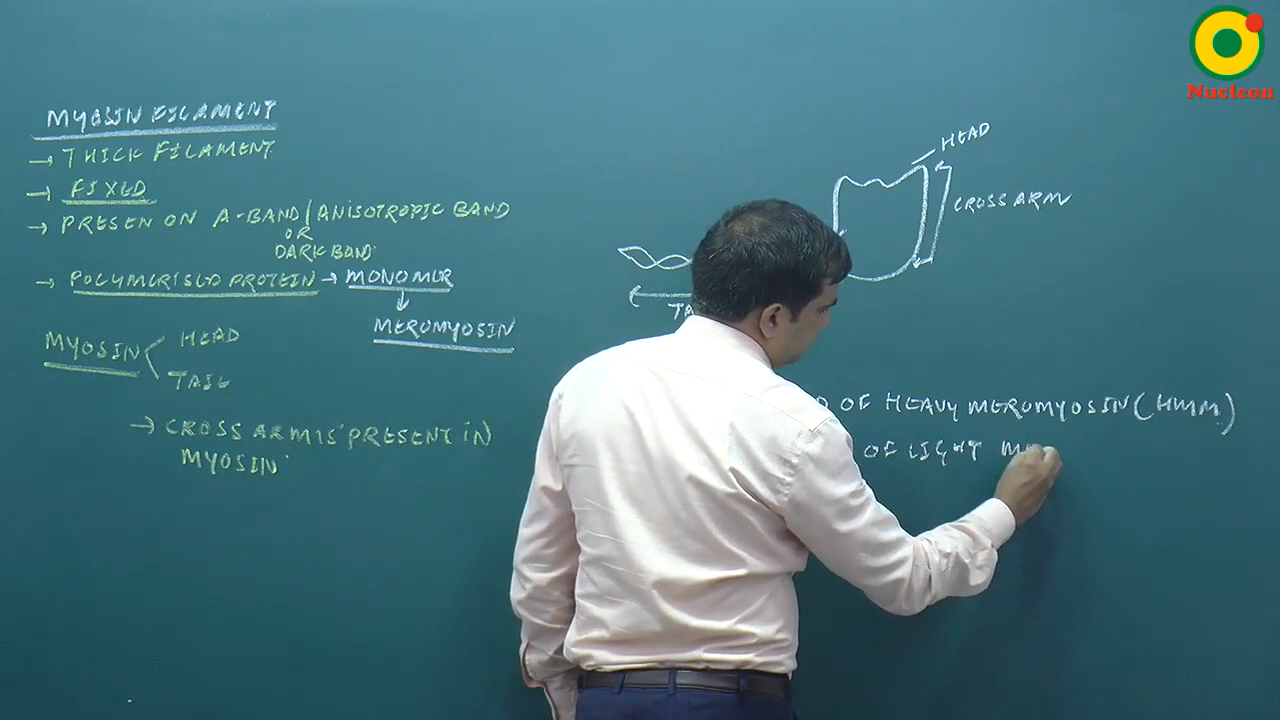 Nucleon
MYOSIN FILAMENT
→ THICK FILAMENT
→ FIXED
→ PRESEN ON A-BAND/ANISOTROPIC BAND
OR
DARK BAND
→ POLYMERISED PROTEIN → MONOMER
MEROMYOSIN
MYOSIN
HEAD
TAIL
→ CROSS ARM IS PRESENT IN
MYOSIN
HEAD
CROSS ARM
OF HEAVY MEROMYOSIN (HMM)
OF LIGHT